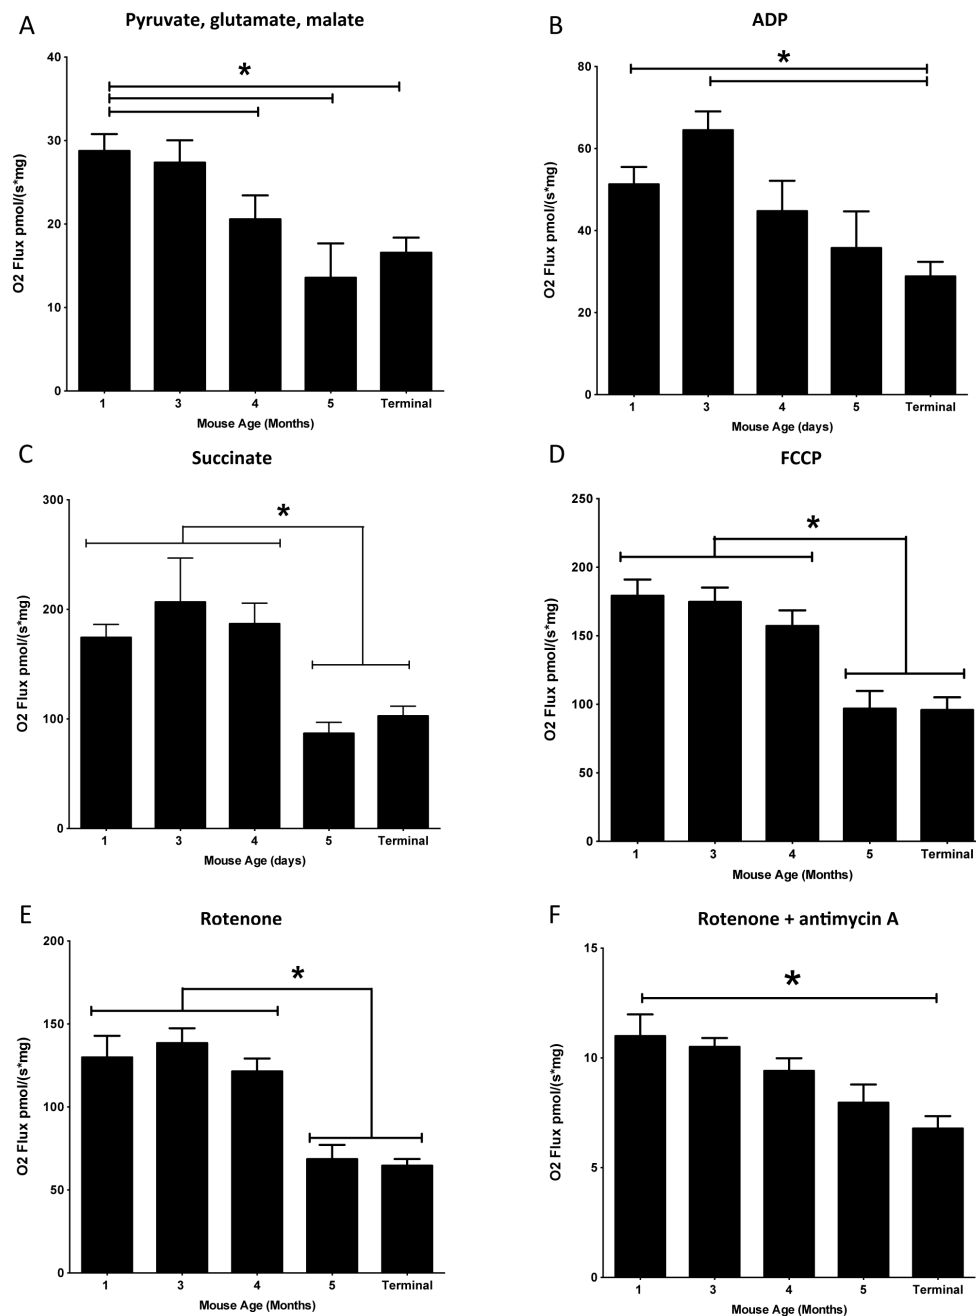 A
Pyruvate, glutamate, malate
*
40
30
20
10
0
O2 Flux pmol/(s*mg)
1 3 4 5 Terminal
Mouse Age (Months)
B
ADP
*
80
60
40
20
0
O2 Flux pmol/(s*mg)
1 3 4 5 Terminal
Mouse Age (days)
C
Succinate
*
300
200
100
0
O2 Flux pmol/(s*mg)
1 3 4 5 Terminal
Mouse Age (days)
D
FCCP
*
250
200
150
100
50
0
O2 Flux pmol/(s*mg)
1 3 4 5 Terminal
Mouse Age (Months)
E
Rotenone
*
200
150
100
50
0
O2 Flux pmol/(s*mg)
1 3 4 5 Terminal
Mouse Age (Months)
F
Rotenone + antimycin A
*
15
10
5
0
O2 Flux pmol/(s*mg)
1 3 4 5 Terminal
Mouse Age (Months)